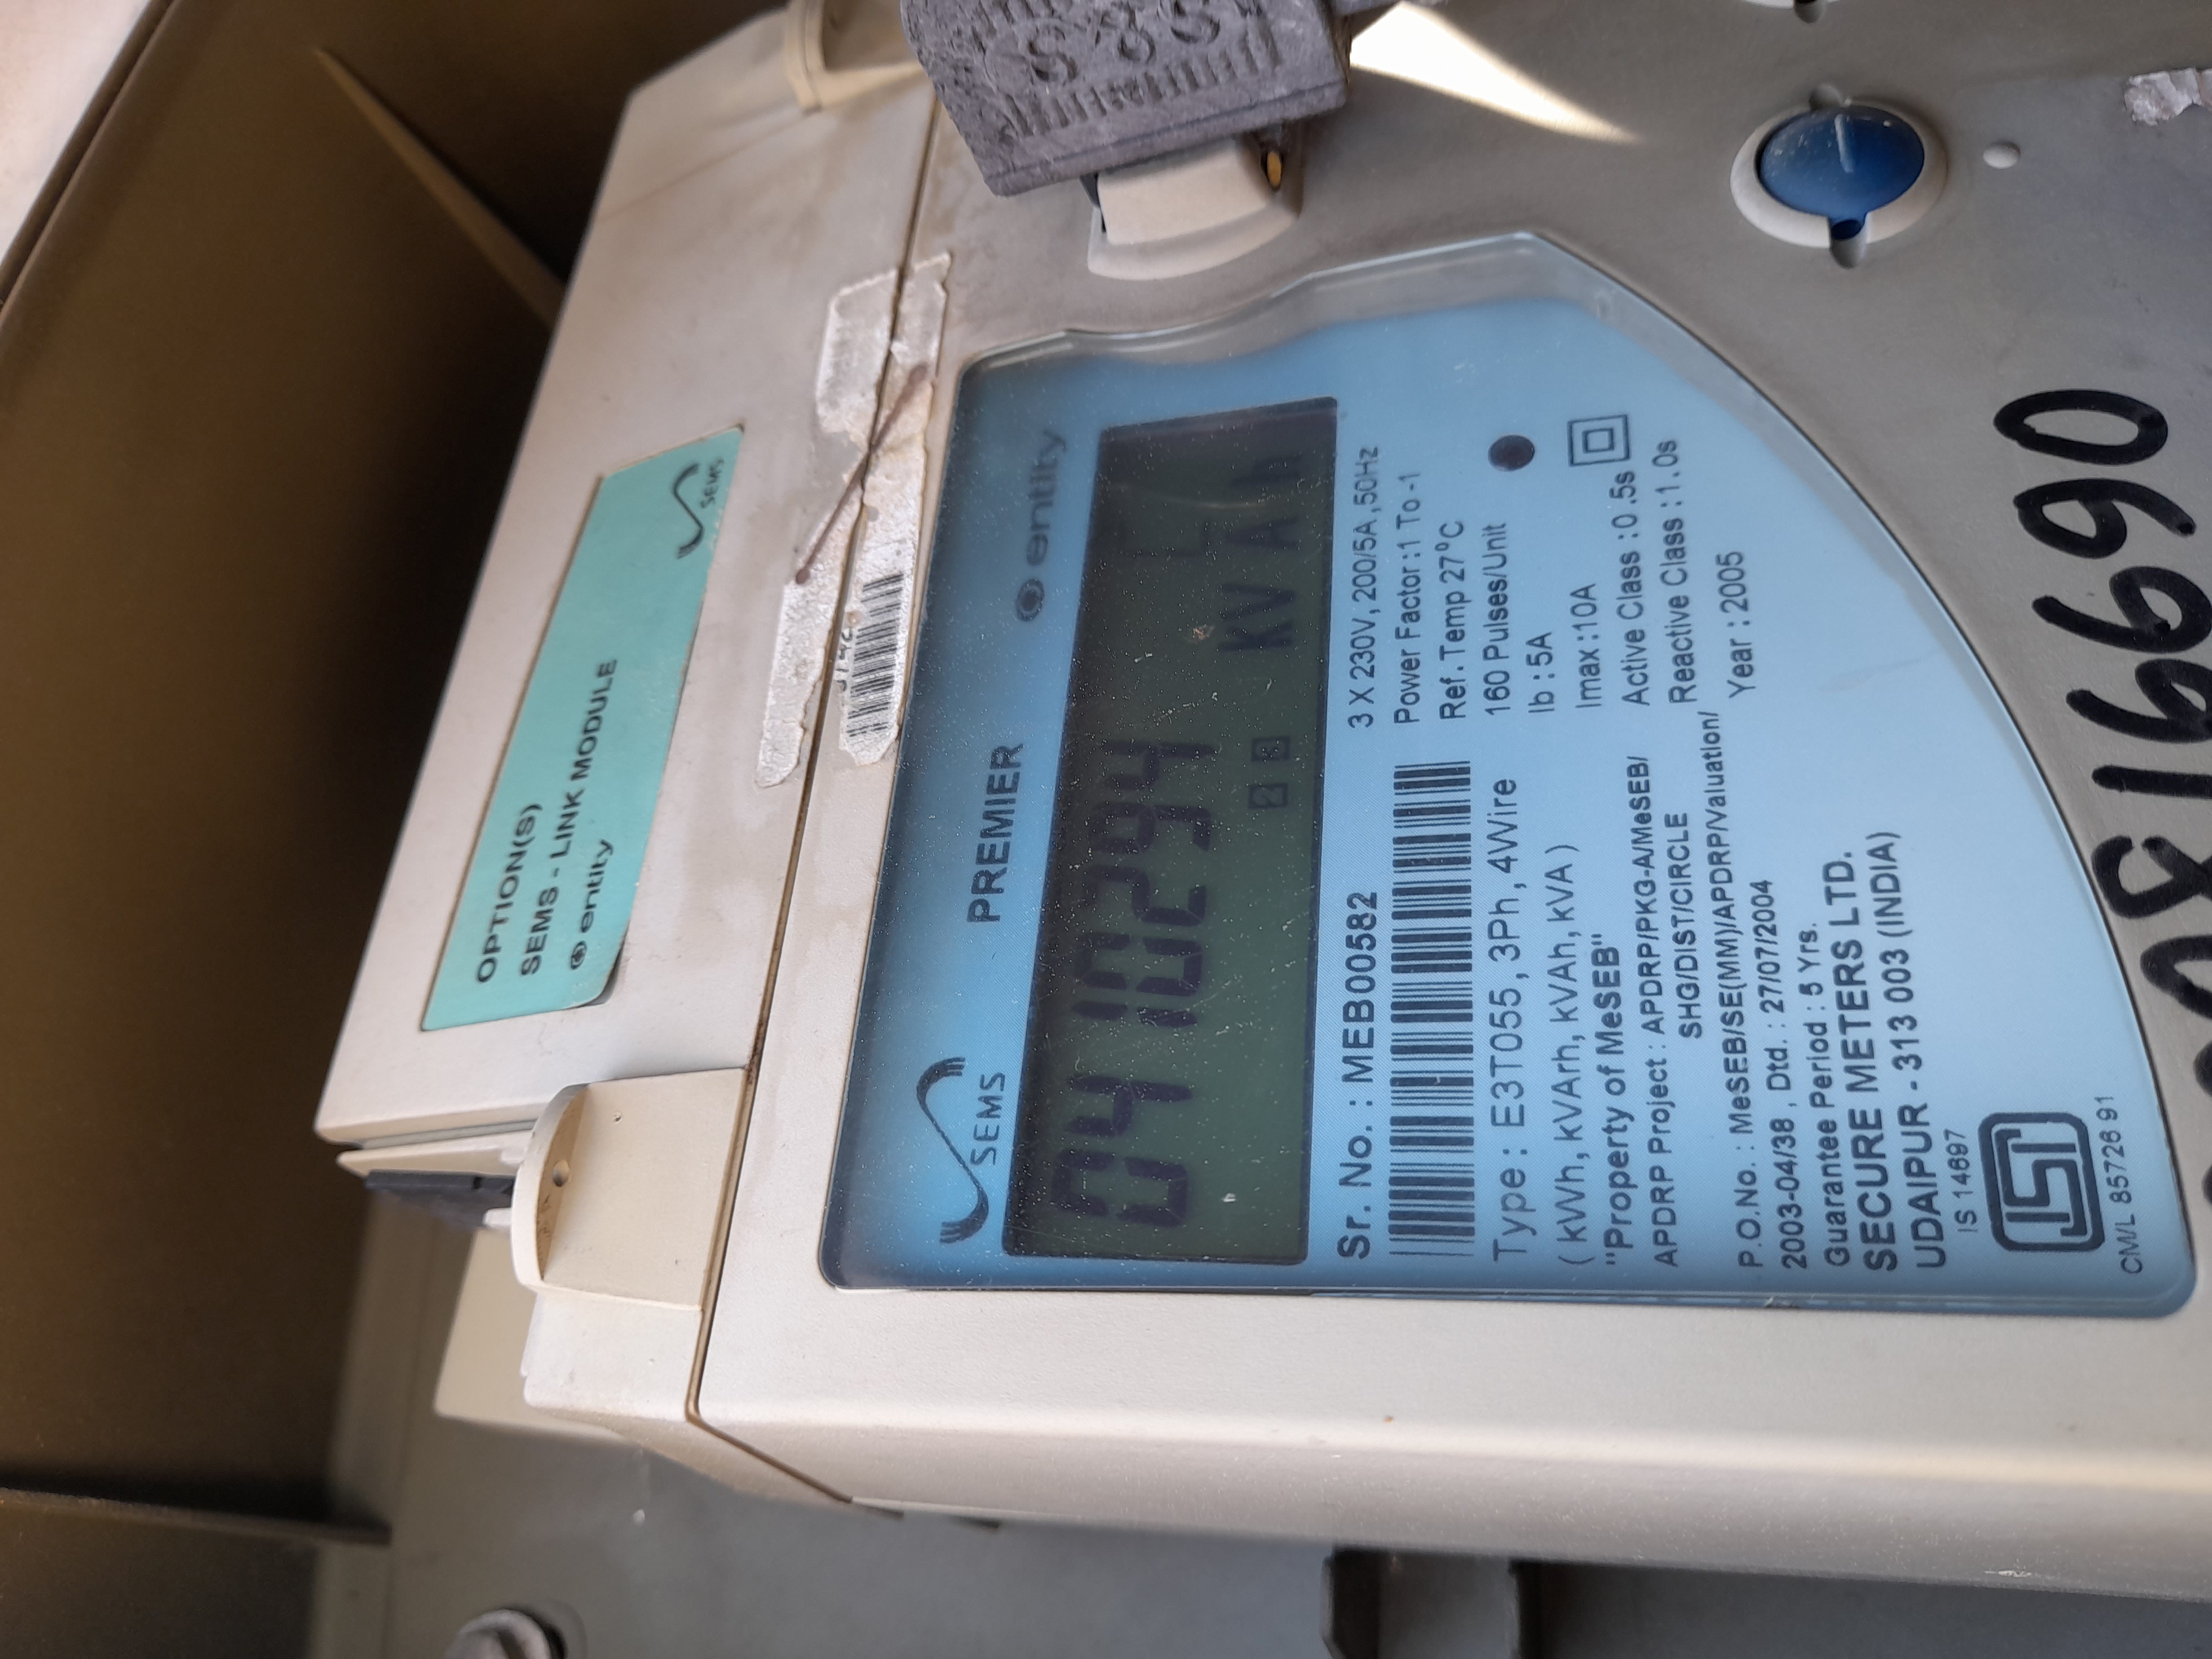 S&S
OPTION(S)
SEMS - LINK MODULE
entity
SEMS
SEMS
PREMIER
entity
0410294
kVAh
Sr. No. : MEB00582
3 X 230V, 200/5A, 50Hz
Power Factor : 1 To -1
Ref. Temp 27°C
160 Pulses/Unit
Ib : 5A
Imax : 10A
Active Class : 0.5s
Reactive Class : 1.0s
Year : 2005
Type : E3T055, 3Ph, 4Wire
( kWh, kVArh, kVAh, kVA )
"Property of MeSEB"
APDRP Project : APDRP/PKG-A/MeSEB/
SHG/DIST/CIRCLE
P.O.No. : MeSEB/SE(MM)/APDRP/Valuation/
2003-04/38 , Dtd. : 27/07/2004
Guarantee Period : 5 Yrs.
SECURE METERS LTD.
UDAIPUR - 313 003 (INDIA)
IS 14697
ISI
CM/L 8572691
081690